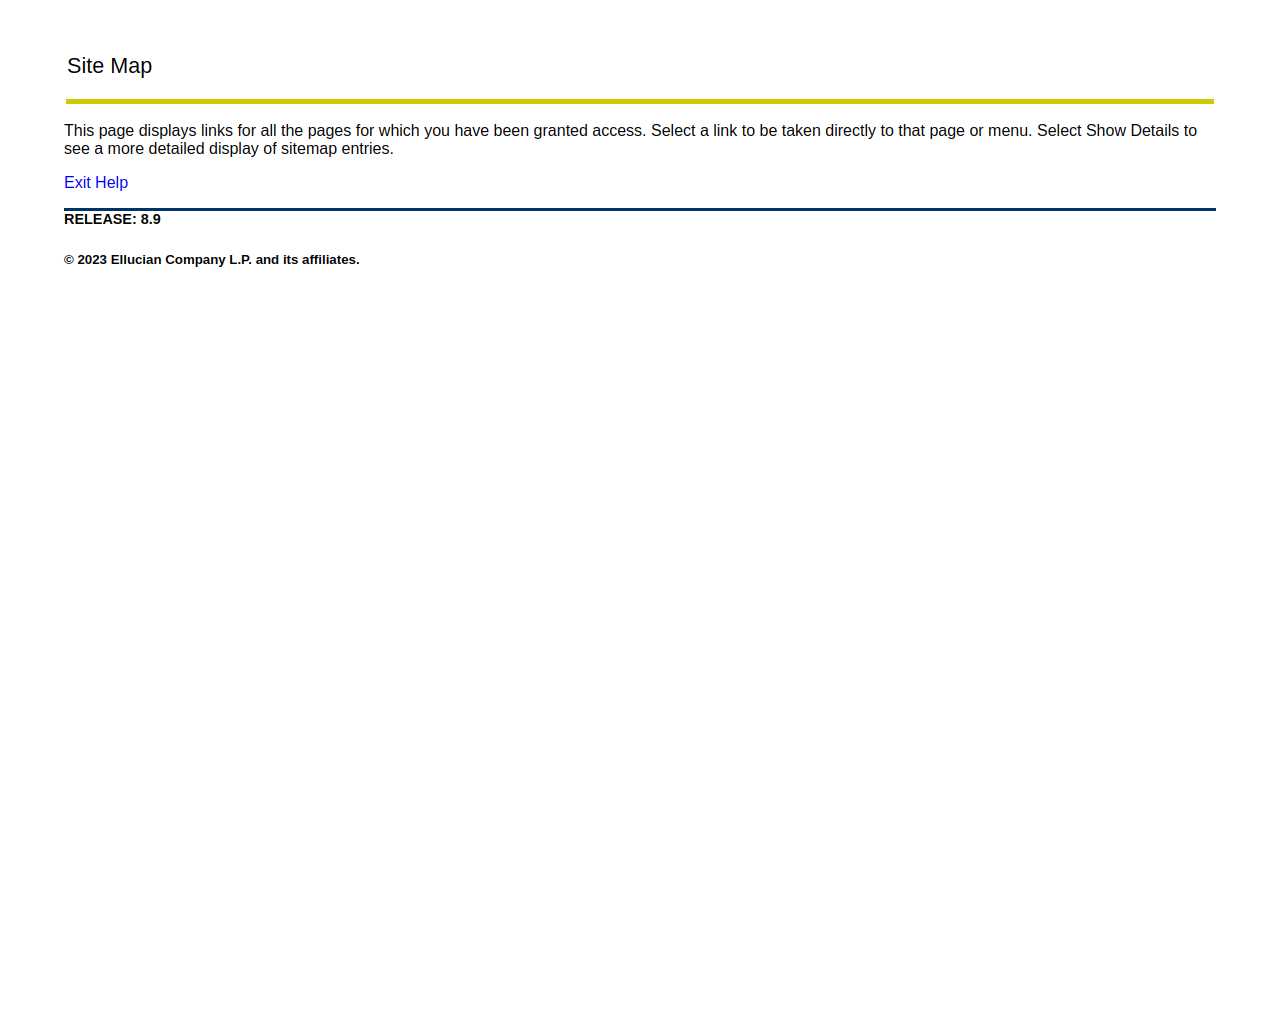 Site Map
This page displays links for all the pages for which you have been granted access. Select a link to be taken directly to that page or menu. Select Show Details to
see a more detailed display of sitemap entries.
Exit Help
RELEASE: 8.9
© 2023 Ellucian Company L.P. and its affiliates.